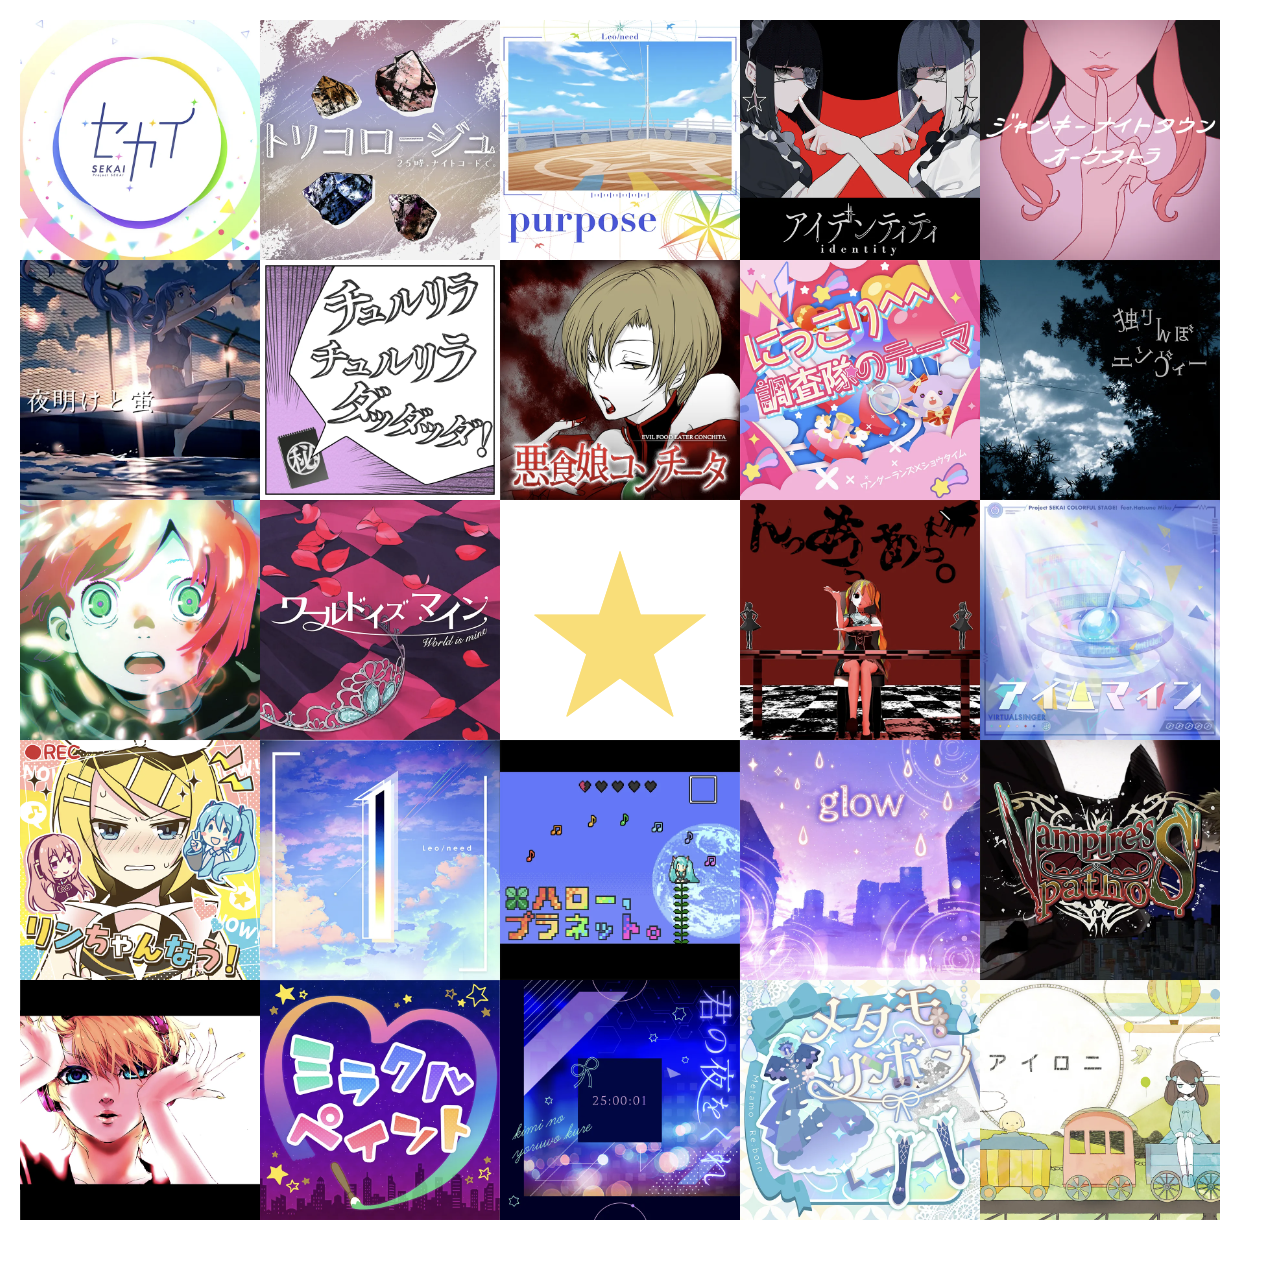 セカイ
SEKAI
Project SEKAI
トリコロージュ
25時、ナイトコードで。
Leo/need
purpose
アイデンティティ
identity
ジャンキーナイトタウン
オーケストラ
夜明けと蛍
チュルリラ
チュルリラ
ダッダッダ!
㊙
EVIL FOOD EATER CONCHITA
悪食娘コンチータ
にっこり^^
調査隊のテーマ
ワンダーランズ×ショウタイム
独りんぼ
エンヴィー
ワールドイズマイン
World is mine
んっあぁあっ。
Project SEKAI COLORFUL STAGE! feat. Hatsune Miku
アイムマイン
VIRTUAL SINGER
REC
NOW!
NOW!
リンちゃんなう!
1
Leo/need
ハロー、
プラネット。
glow
Vampire's
pathoS
ミラクル
ペイント
君の夜をくれ
25:00:01
kimi no
yoruwo kure
メタモ
リボン
Metamo Re:born
アイロニ